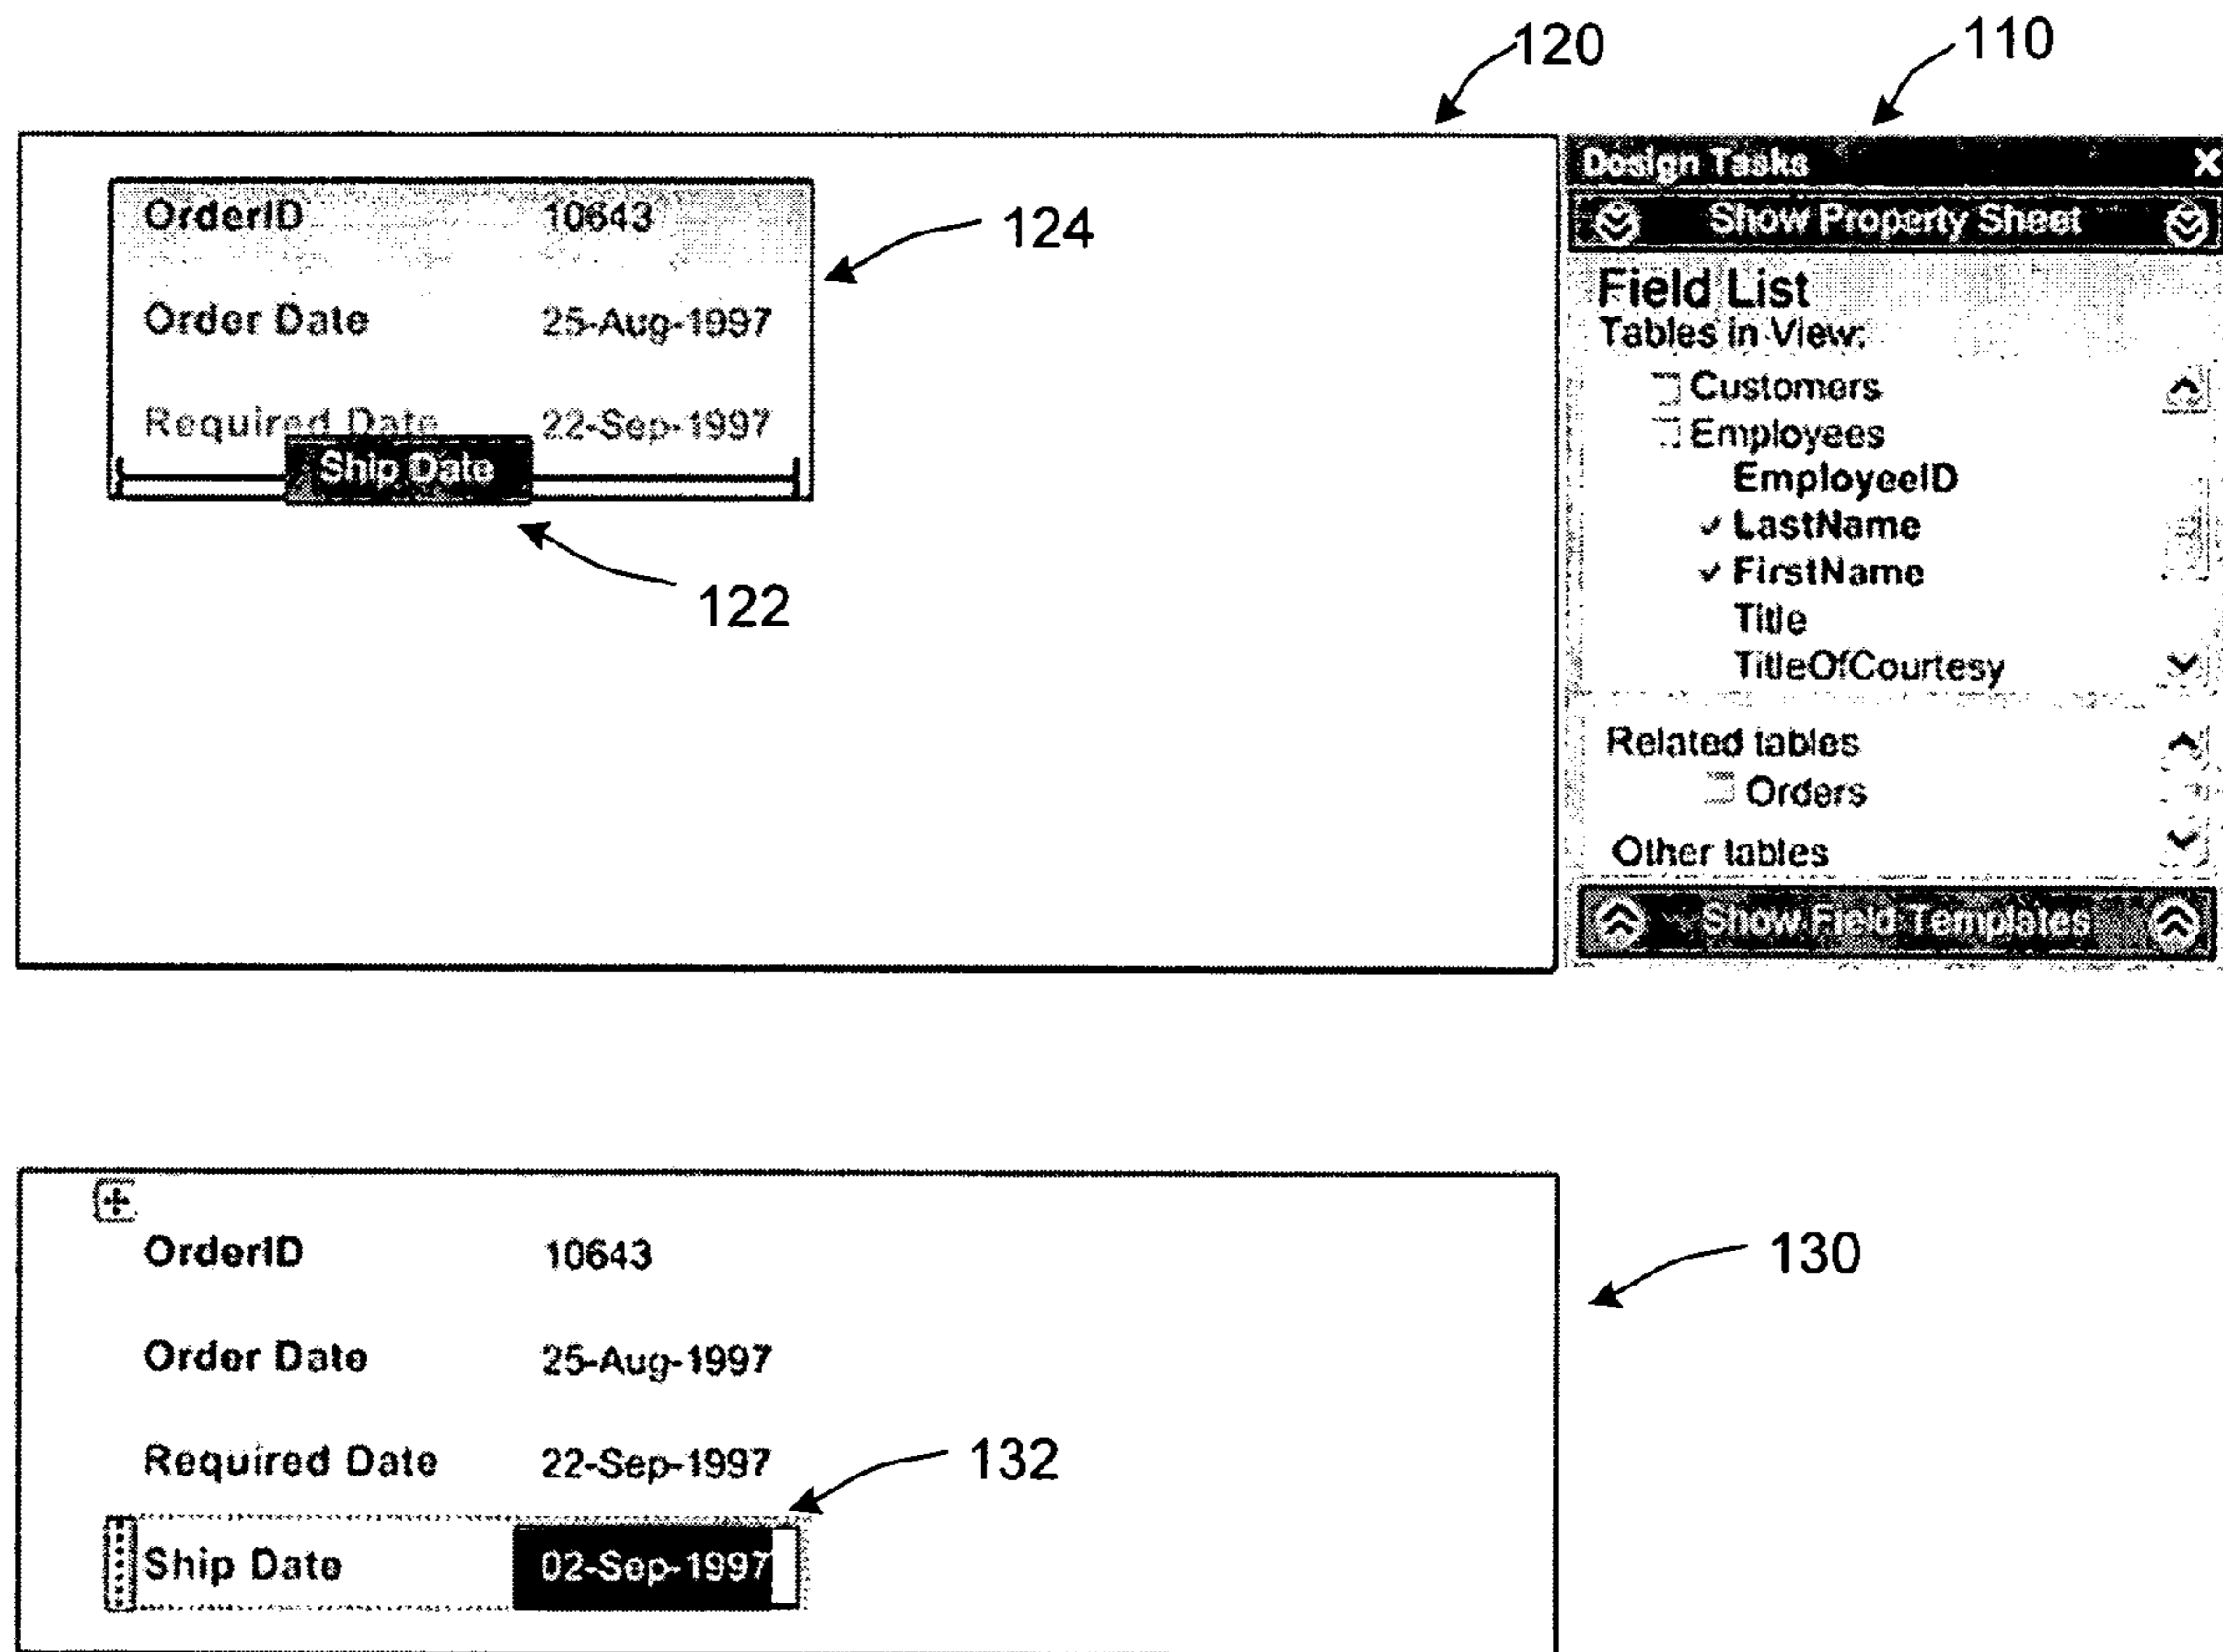 120
110
OrderID 10643
124
Order Date 25-Aug-1997
Required Date 22-Sep-1997
Ship Date
122
Design Tasks X
Show Property Sheet
Field List
Tables in View:
Customers
Employees
EmployeeID
✓ LastName
✓ FirstName
Title
TitleOfCourtesy
Related tables
Orders
Other tables
Show Field Templates
OrderID 10643
130
Order Date 25-Aug-1997
Required Date 22-Sep-1997
132
Ship Date 02-Sep-1997